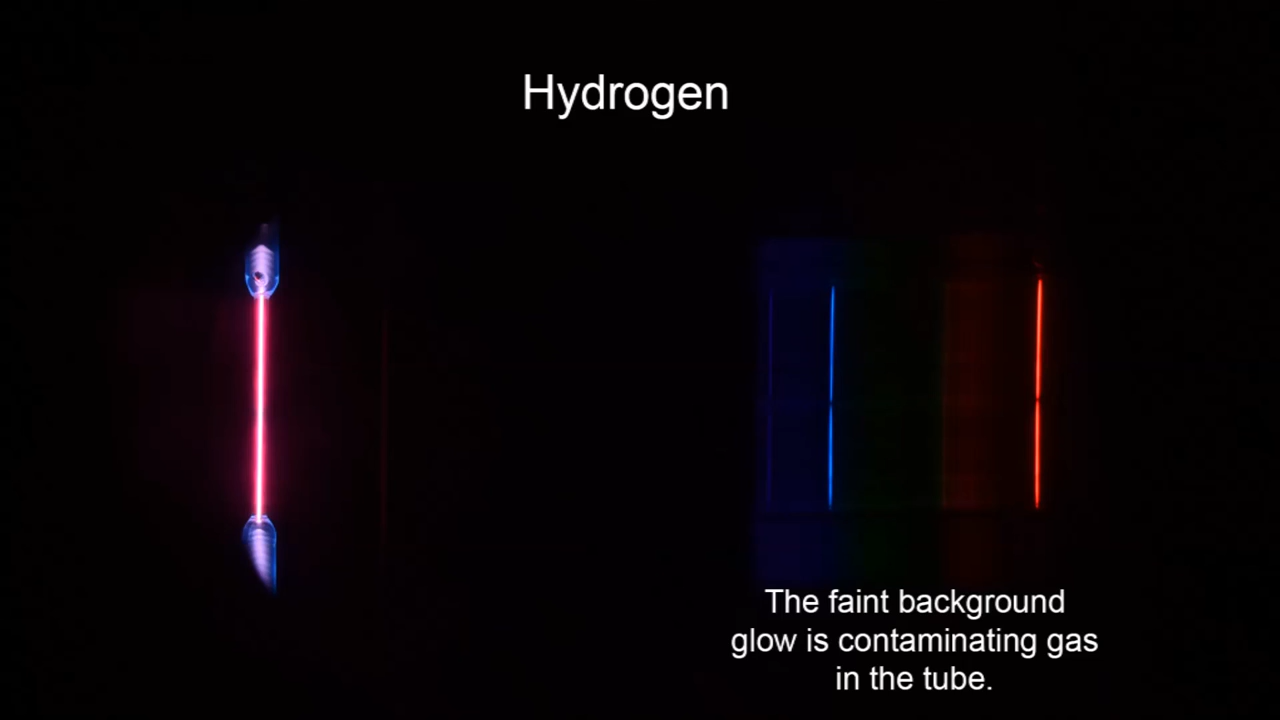 Hydrogen
The faint background
glow is contaminating gas
in the tube.